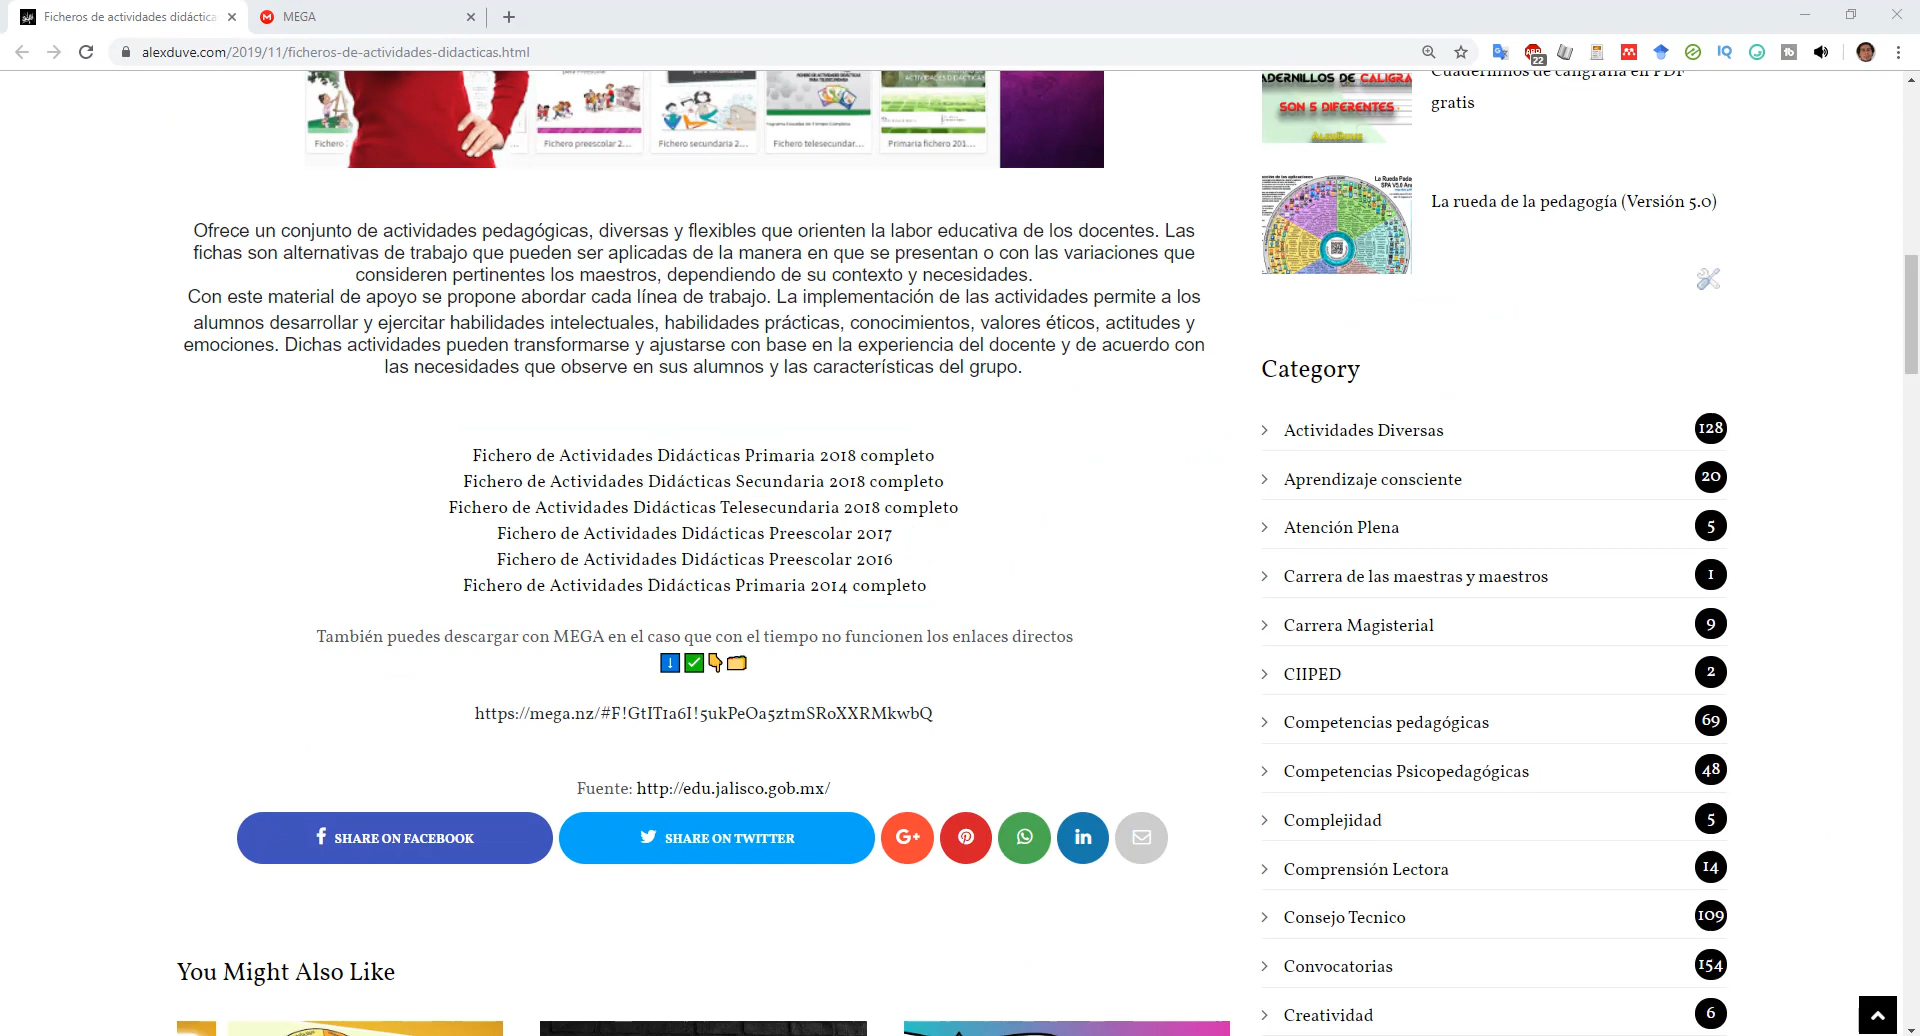 Ficheros de actividades didáctica
MEGA
alexduve.com/2019/11/ficheros-de-actividades-didacticas.html
22
Fichero preescolar 2...
Fichero secundaria 2...
Fichero telesecundar...
Primaria fichero 201...
ADERNILLOS DE CALIGRA
SON 5 DIFERENTES
Cuadernillos de caligrafía en PDF
gratis
La rueda de la pedagogía (Versión 5.0)
Ofrece un conjunto de actividades pedagógicas, diversas y flexibles que orienten la labor educativa de los docentes. Las
fichas son alternativas de trabajo que pueden ser aplicadas de la manera en que se presentan o con las variaciones que
consideren pertinentes los maestros, dependiendo de su contexto y necesidades.
Con este material de apoyo se propone abordar cada línea de trabajo. La implementación de las actividades permite a los
alumnos desarrollar y ejercitar habilidades intelectuales, habilidades prácticas, conocimientos, valores éticos, actitudes y
emociones. Dichas actividades pueden transformarse y ajustarse con base en la experiencia del docente y de acuerdo con
las necesidades que observe en sus alumnos y las características del grupo.
Fichero de Actividades Didácticas Primaria 2018 completo
Fichero de Actividades Didácticas Secundaria 2018 completo
Fichero de Actividades Didácticas Telesecundaria 2018 completo
Fichero de Actividades Didácticas Preescolar 2017
Fichero de Actividades Didácticas Preescolar 2016
Fichero de Actividades Didácticas Primaria 2014 completo
También puedes descargar con MEGA en el caso que con el tiempo no funcionen los enlaces directos
https://mega.nz/#F!GtIT1a6I!5ukPeOa5ztmSRoXXRMkwbQ
Fuente: http://edu.jalisco.gob.mx/
SHARE ON FACEBOOK
SHARE ON TWITTER
You Might Also Like
Category
Actividades Diversas 128
Aprendizaje consciente 20
Atención Plena 5
Carrera de las maestras y maestros 1
Carrera Magisterial 9
CIIPED 2
Competencias pedagógicas 69
Competencias Psicopedagógicas 48
Complejidad 5
Comprensión Lectora 14
Consejo Tecnico 109
Convocatorias 154
Creatividad 6